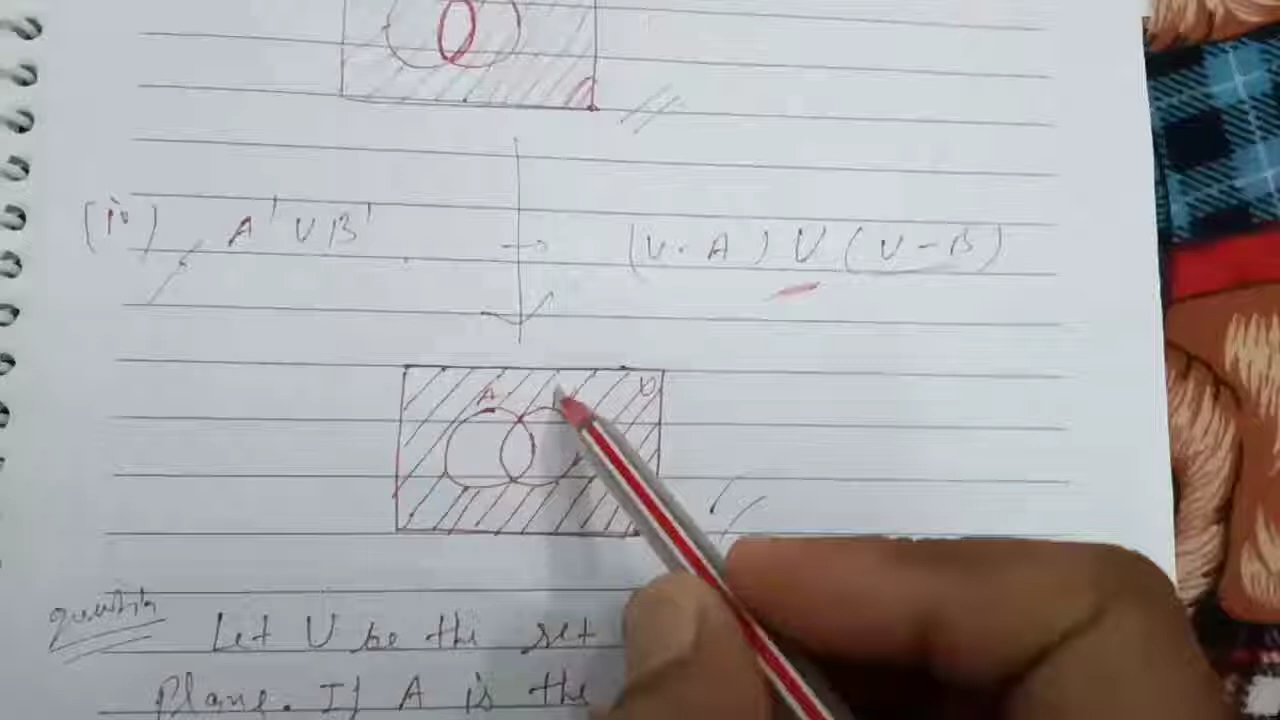 (iv) A' ∪ B' → (U - A) ∪ (U - B)
A U
Question Let U be the set
Plane. If A is the